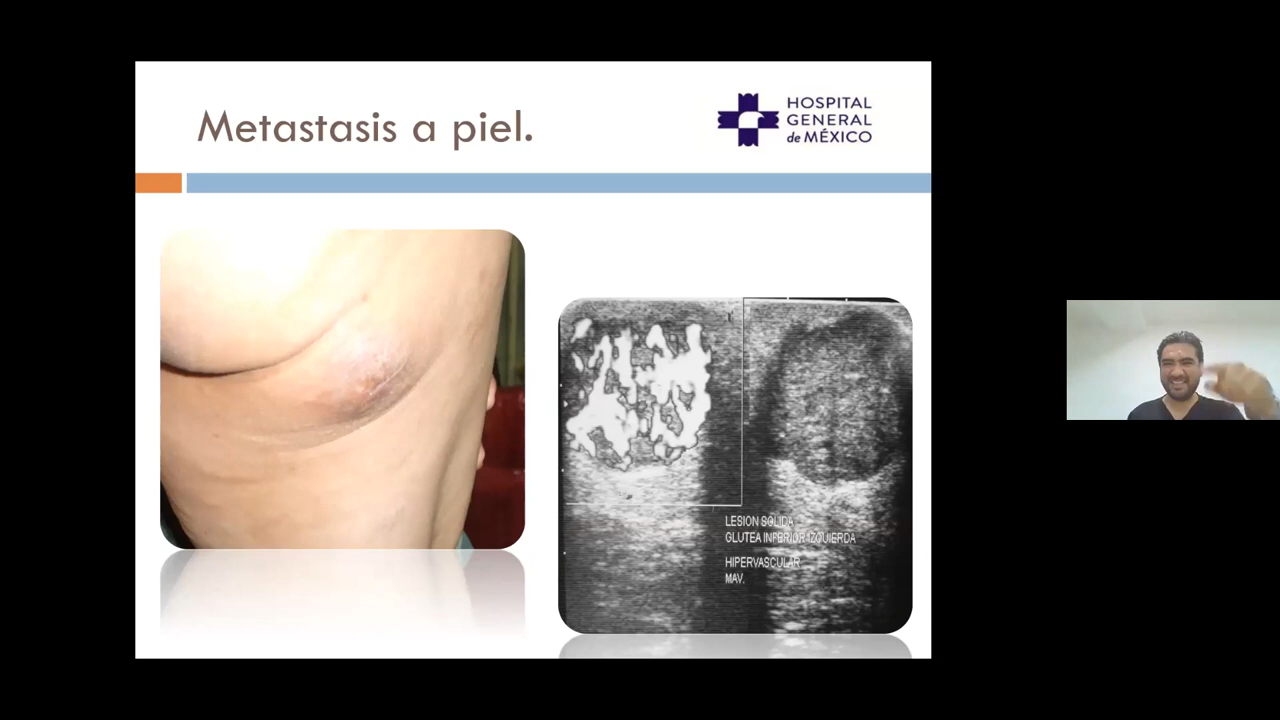 Metastasis a piel.
HOSPITAL
GENERAL
de MÉXICO
LESION SOLIDA
GLUTEA INFERIOR IZQUIERDA
HIPERVASCULAR
MAV.